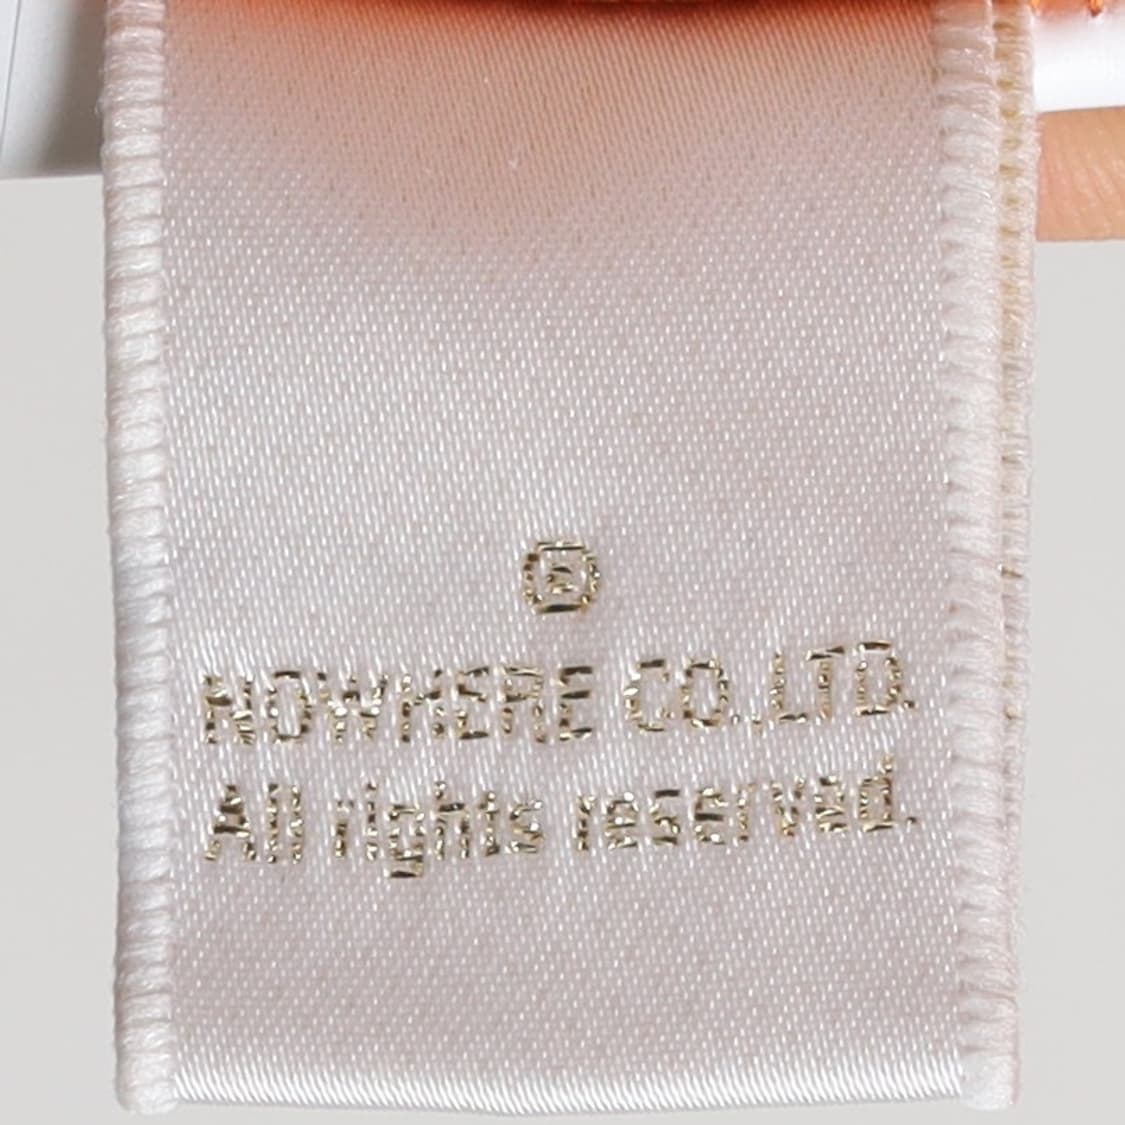 ©
NOWHERE CO.,LTD.
All rights reserved.